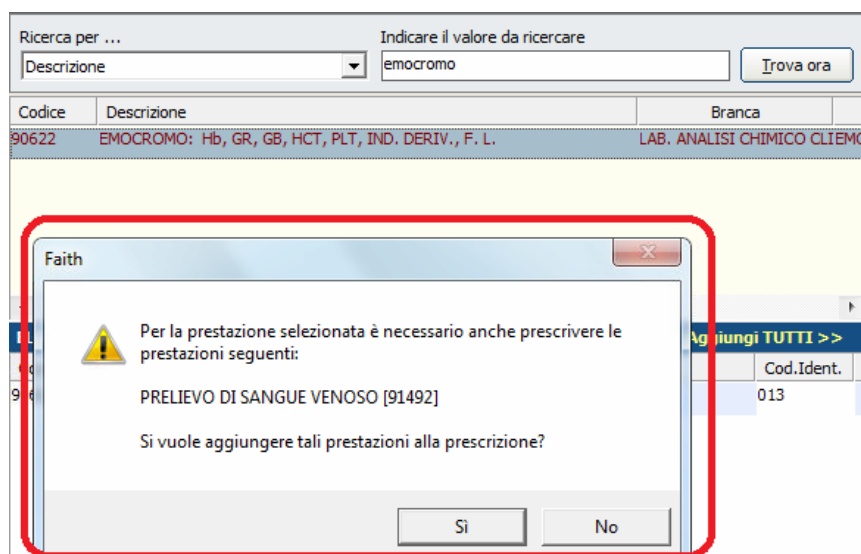 Ricerca per ...
Indicare il valore da ricercare
Descrizione
emocromo
Trova ora
Codice Descrizione Branca
90622 EMOCROMO: Hb, GR, GB, HCT, PLT, IND. DERIV., F. L. LAB. ANALISI CHIMICO CLIEMO
Faith
Per la prestazione selezionata è necessario anche prescrivere le
prestazioni seguenti:
PRELIEVO DI SANGUE VENOSO [91492]
Si vuole aggiungere tali prestazioni alla prescrizione?
Sì No
Aggiungi TUTTI >>
Cod.Ident.
013